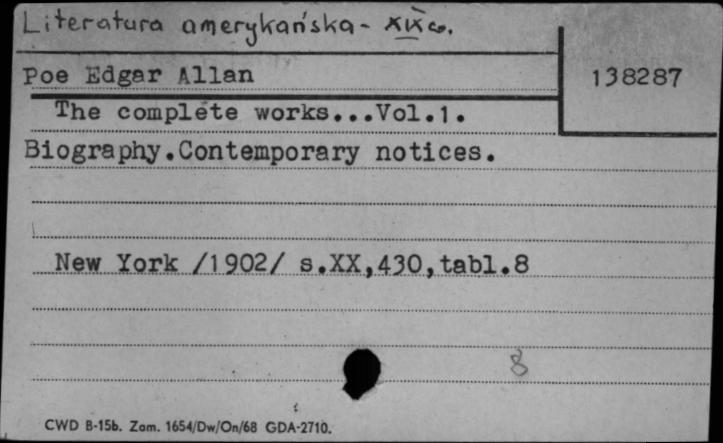 Literatura amerykańska - XIX w.
Poe Edgar Allan
138287
The complete works...Vol.1.
Biography.Contemporary notices.
New York /1902/ s.XX,430,tabl.8
8
CWD B-15b. Zam. 1654/Dw/On/68 GDA-2710.